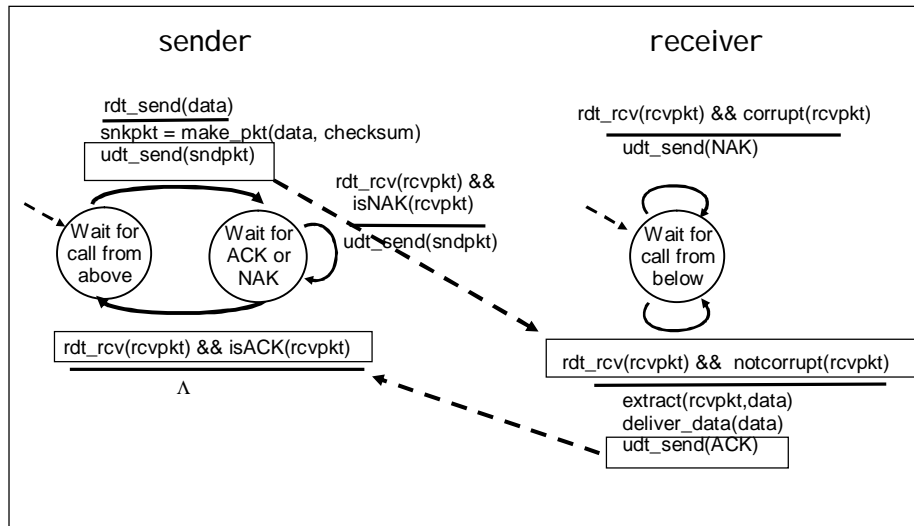 sender
receiver
rdt_send(data)
snkpkt = make_pkt(data, checksum)
udt_send(sndpkt)
rdt_rcv(rcvpkt) && corrupt(rcvpkt)
udt_send(NAK)
rdt_rcv(rcvpkt) &&
isNAK(rcvpkt)
udt_send(sndpkt)
Wait for
call from
above
Wait for
ACK or
NAK
Wait for
call from
below
rdt_rcv(rcvpkt) && isACK(rcvpkt)
Λ
rdt_rcv(rcvpkt) && notcorrupt(rcvpkt)
extract(rcvpkt,data)
deliver_data(data)
udt_send(ACK)